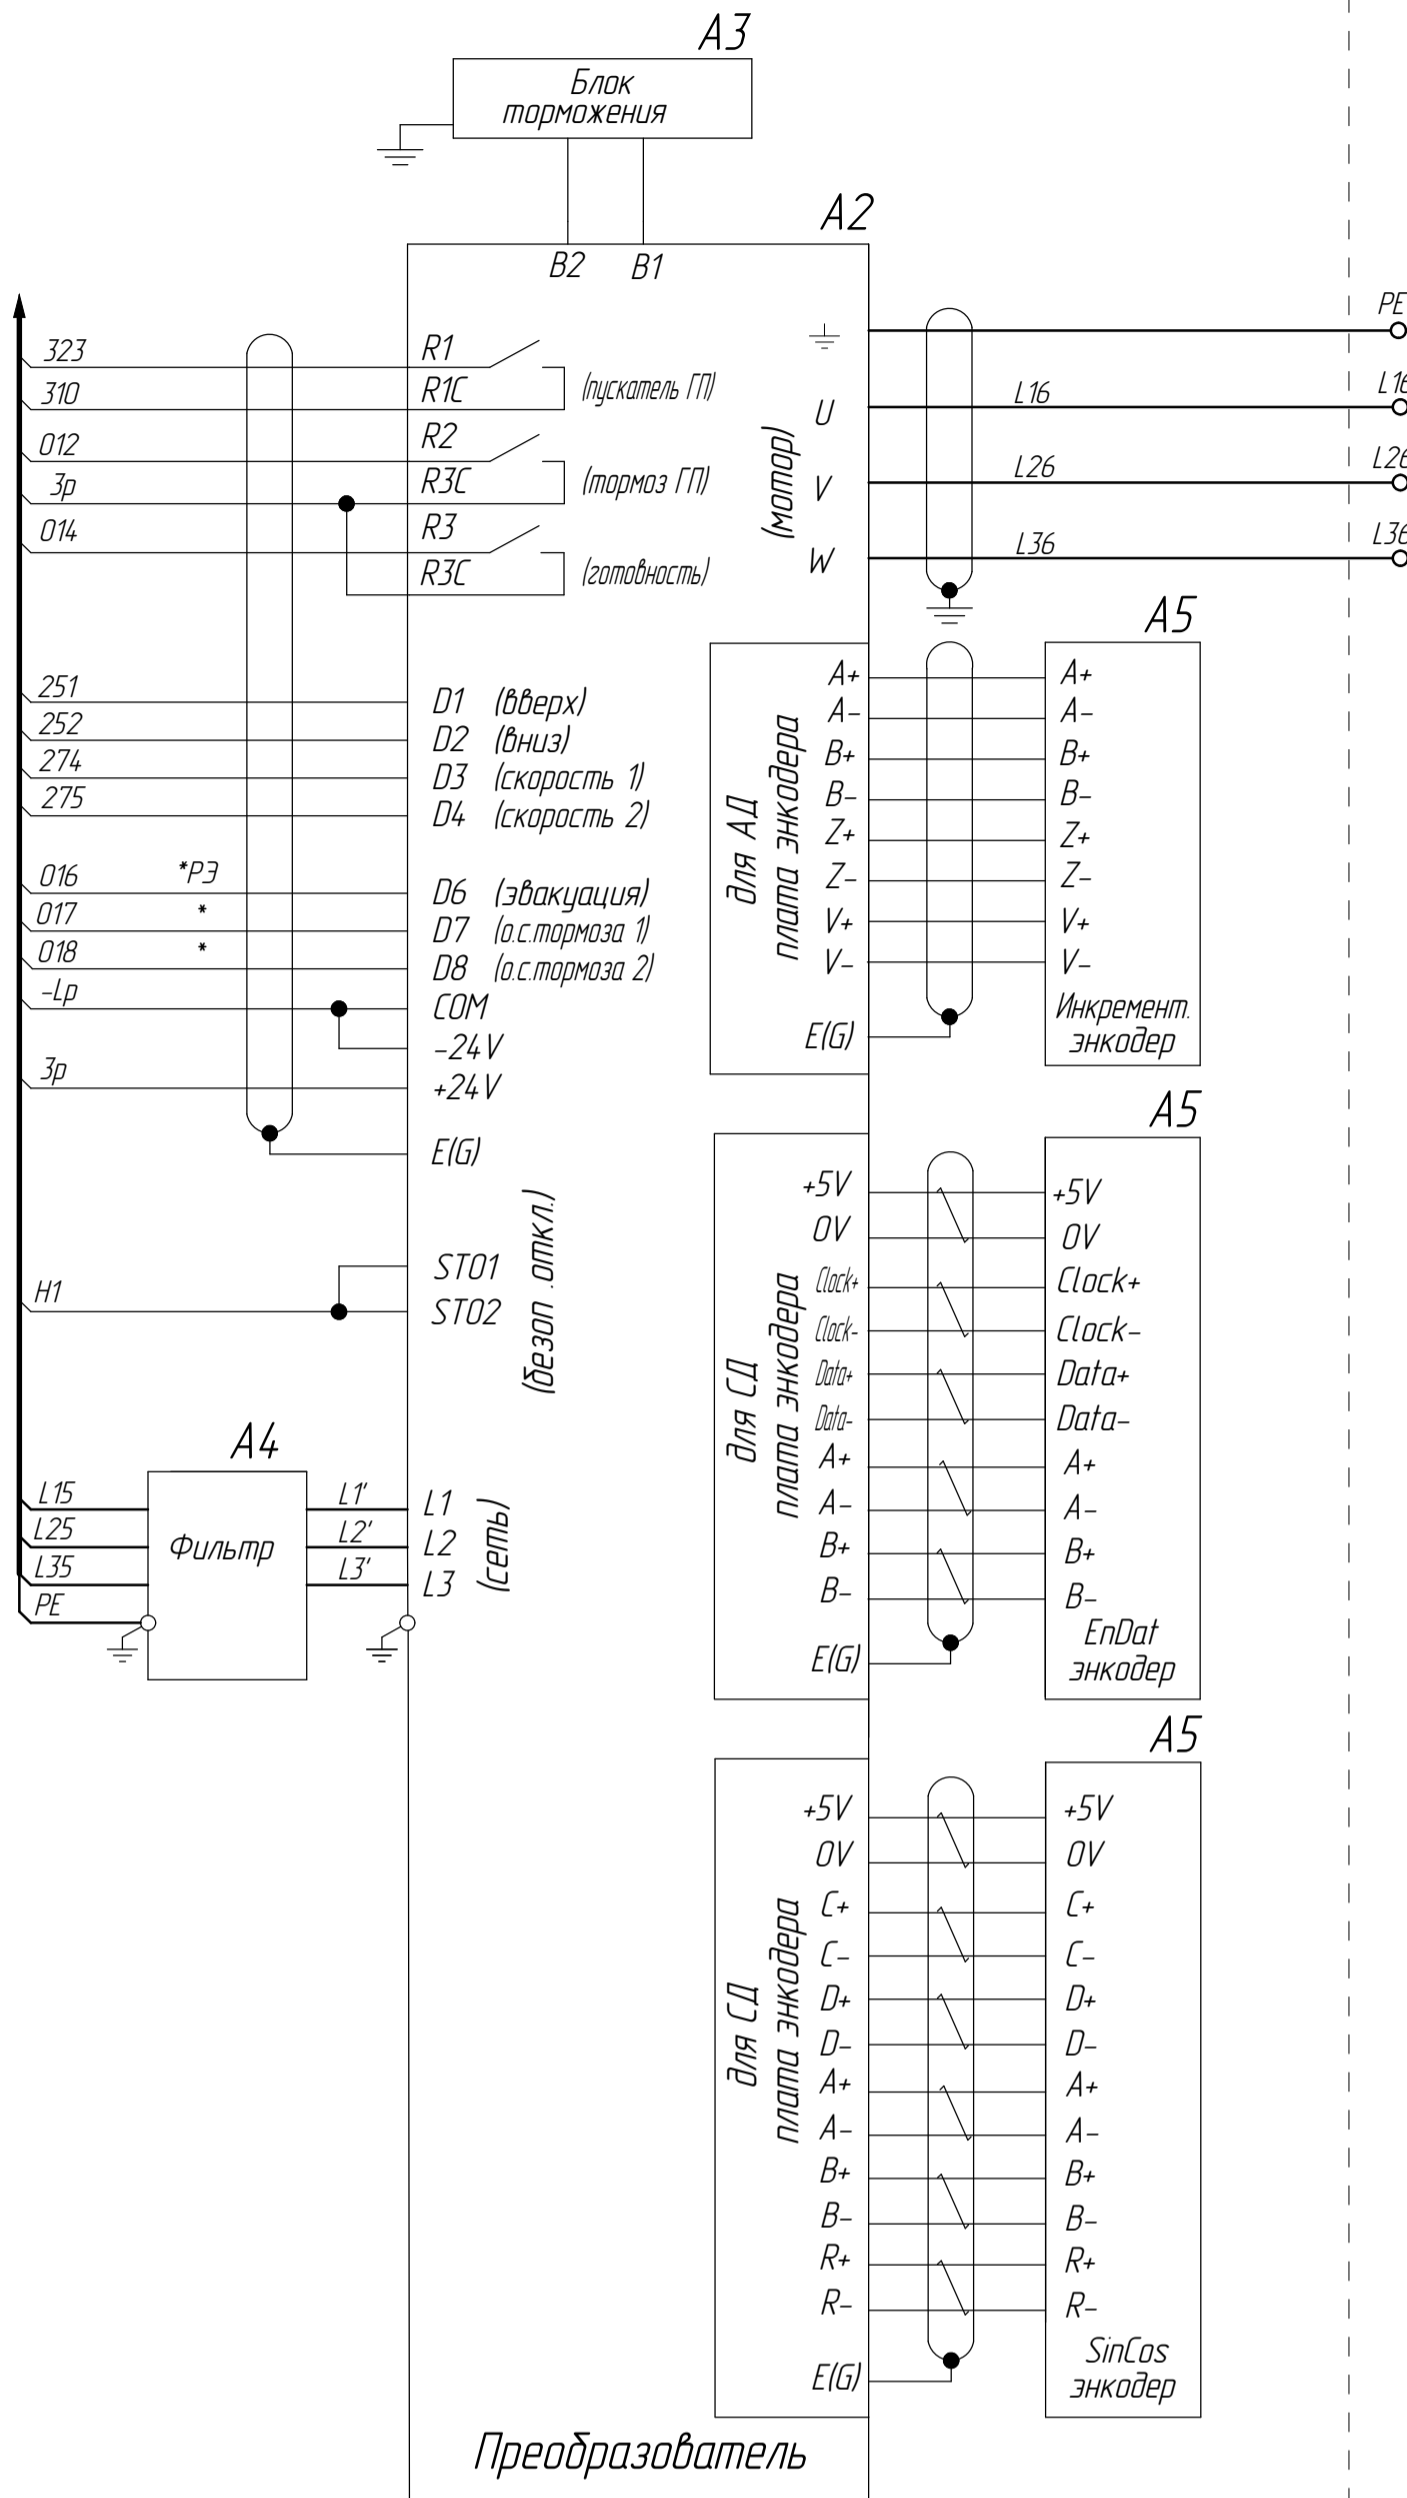 A3
Блок
торможения
A2
B2 B1
323 R1
310 R1C (пускатель ГП)
012 R2
3р R3C (тормоз ГП)
014 R3
R3C (готовность)
251 D1 (вверх)
252 D2 (вниз)
274 D3 (скорость 1)
275 D4 (скорость 2)
016 *РЭ D6 (эвакуация)
017 * D7 (о.с.тормоза 1)
018 * D8 (о.с.тормоза 2)
-Lр COM
-24V
3р +24V
E(G)
STO1
H1 STO2
(безоп .откл.)
A4
Фильтр
L15 L1' L1
L25 L2' L2
L35 L3' L3
PE
(сеть)
PE
U L16 L16
V L26 L26
W L36 L36
(мотор)
A5
для АД
плата энкодера
A+ A+
A- A-
B+ B+
B- B-
Z+ Z+
Z- Z-
V+ V+
V- V-
E(G)
Инкремент.
энкодер
A5
для СД
плата энкодера
+5V +5V
0V 0V
Clock+ Clock+
Clock- Clock-
Data+ Data+
Data- Data-
A+ A+
A- A-
B+ B+
B- B-
E(G)
EnDat
энкодер
A5
для СД
плата энкодера
+5V +5V
0V 0V
C+ C+
C- C-
D+ D+
D- D-
A+ A+
A- A-
B+ B+
B- B-
R+ R+
R- R-
E(G)
SinCos
энкодер
Преобразователь